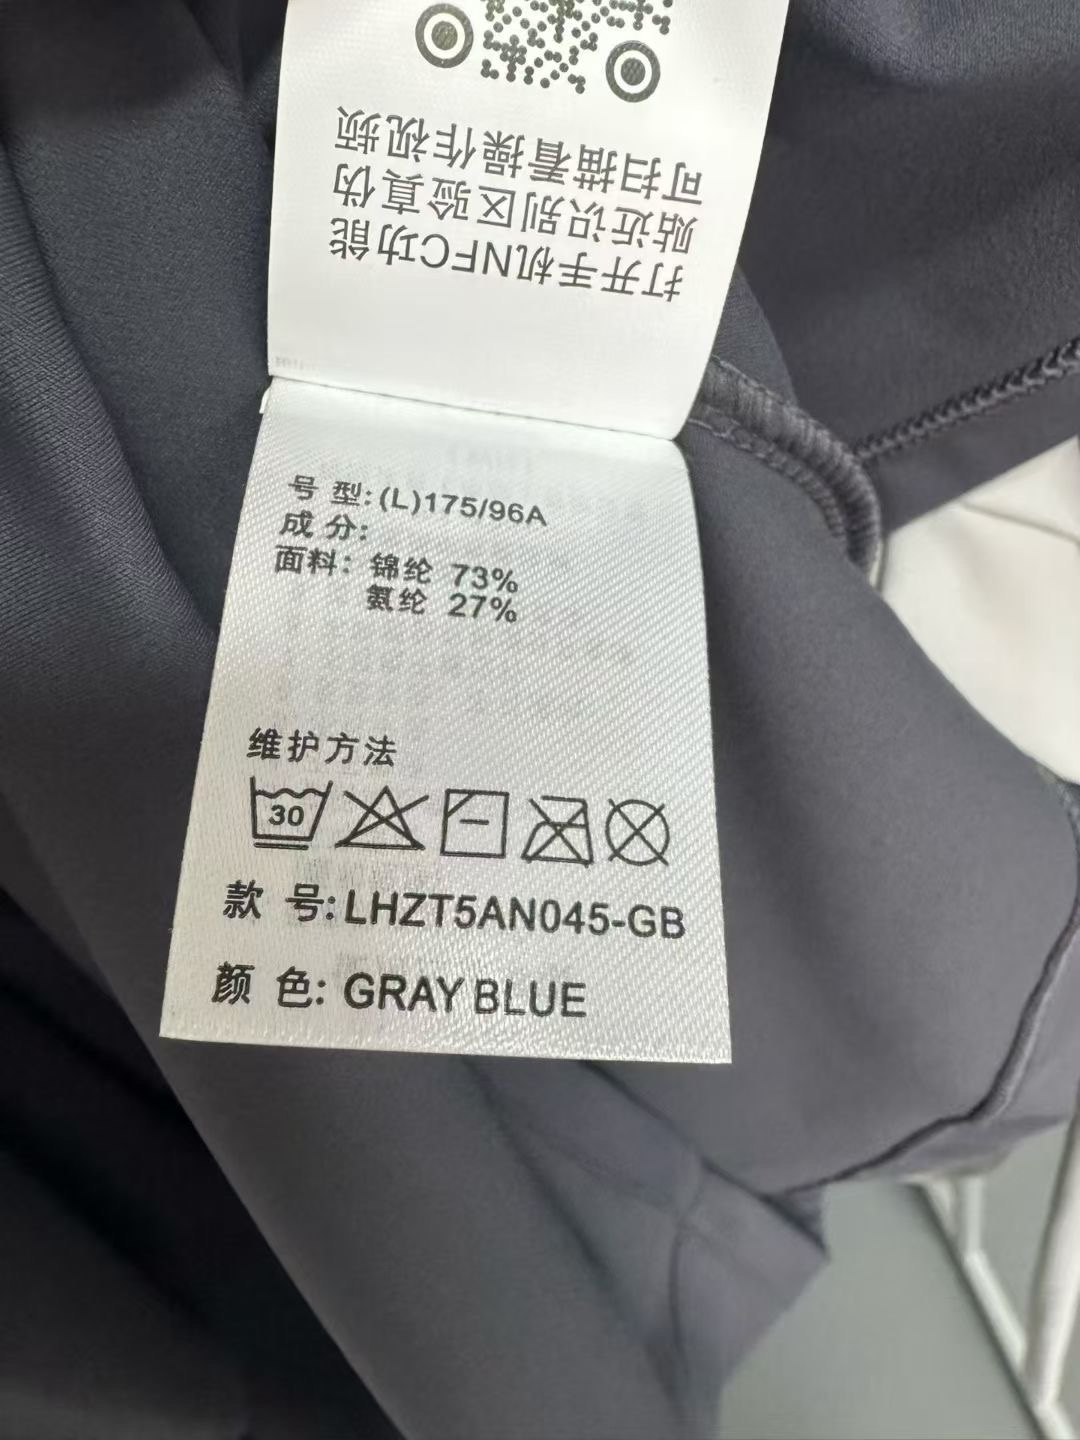 打开手机NFC功能
贴近识别区验真伪
可扫描看操作视频
号 型: (L)175/96A
成 分:
面料: 锦纶 73%
氨纶 27%
维护方法
30
款 号: LHZT5AN045-GB
颜 色: GRAY BLUE